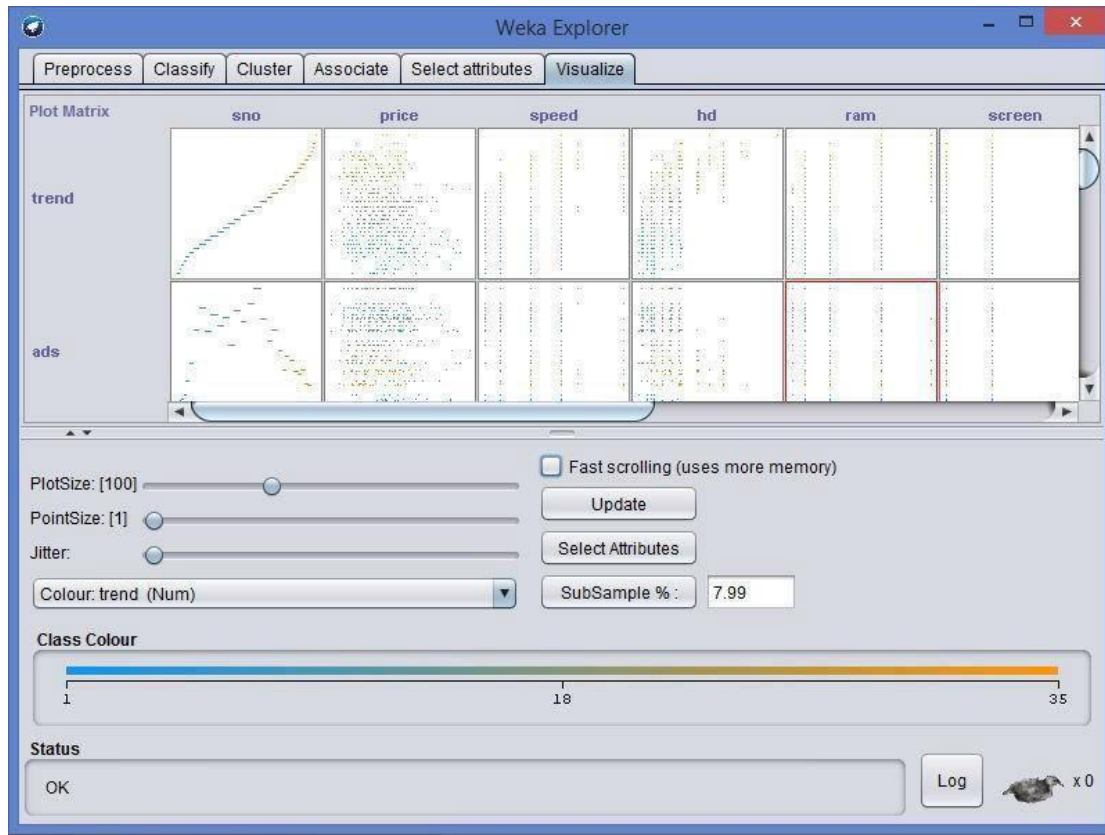 Weka Explorer
Preprocess Classify Cluster Associate Select attributes Visualize
Plot Matrix sno price speed hd ram screen
trend
ads
Fast scrolling (uses more memory)
PlotSize: [100]
Update
PointSize: [1]
Jitter:
Select Attributes
Colour: trend (Num)
SubSample % : 7.99
Class Colour
1 18 35
Status
OK
Log x 0